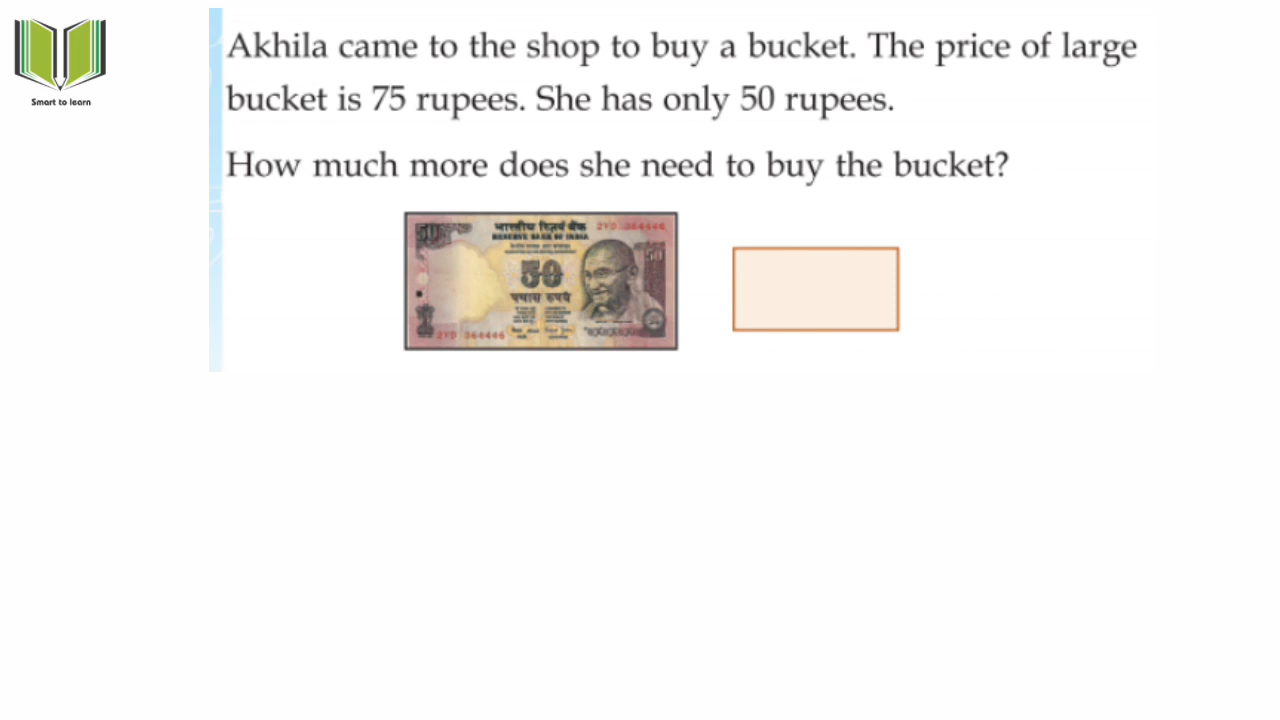 Smart to learn
Akhila came to the shop to buy a bucket. The price of large
bucket is 75 rupees. She has only 50 rupees.
How much more does she need to buy the bucket?
50
भारतीय रिज़र्व बैंक
RESERVE BANK OF INDIA
50
50
पचास रुपये